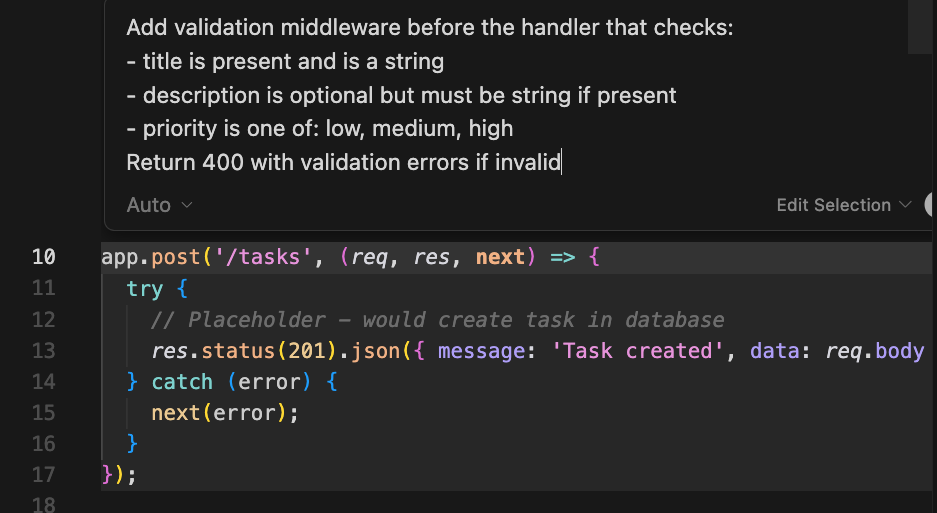 Add validation middleware before the handler that checks:
- title is present and is a string
- description is optional but must be string if present
- priority is one of: low, medium, high
Return 400 with validation errors if invalid
Auto
Edit Selection
10 app.post('/tasks', (req, res, next) => {
11   try {
12     // Placeholder – would create task in database
13     res.status(201).json({ message: 'Task created', data: req.body
14   } catch (error) {
15     next(error);
16   }
17 });
18